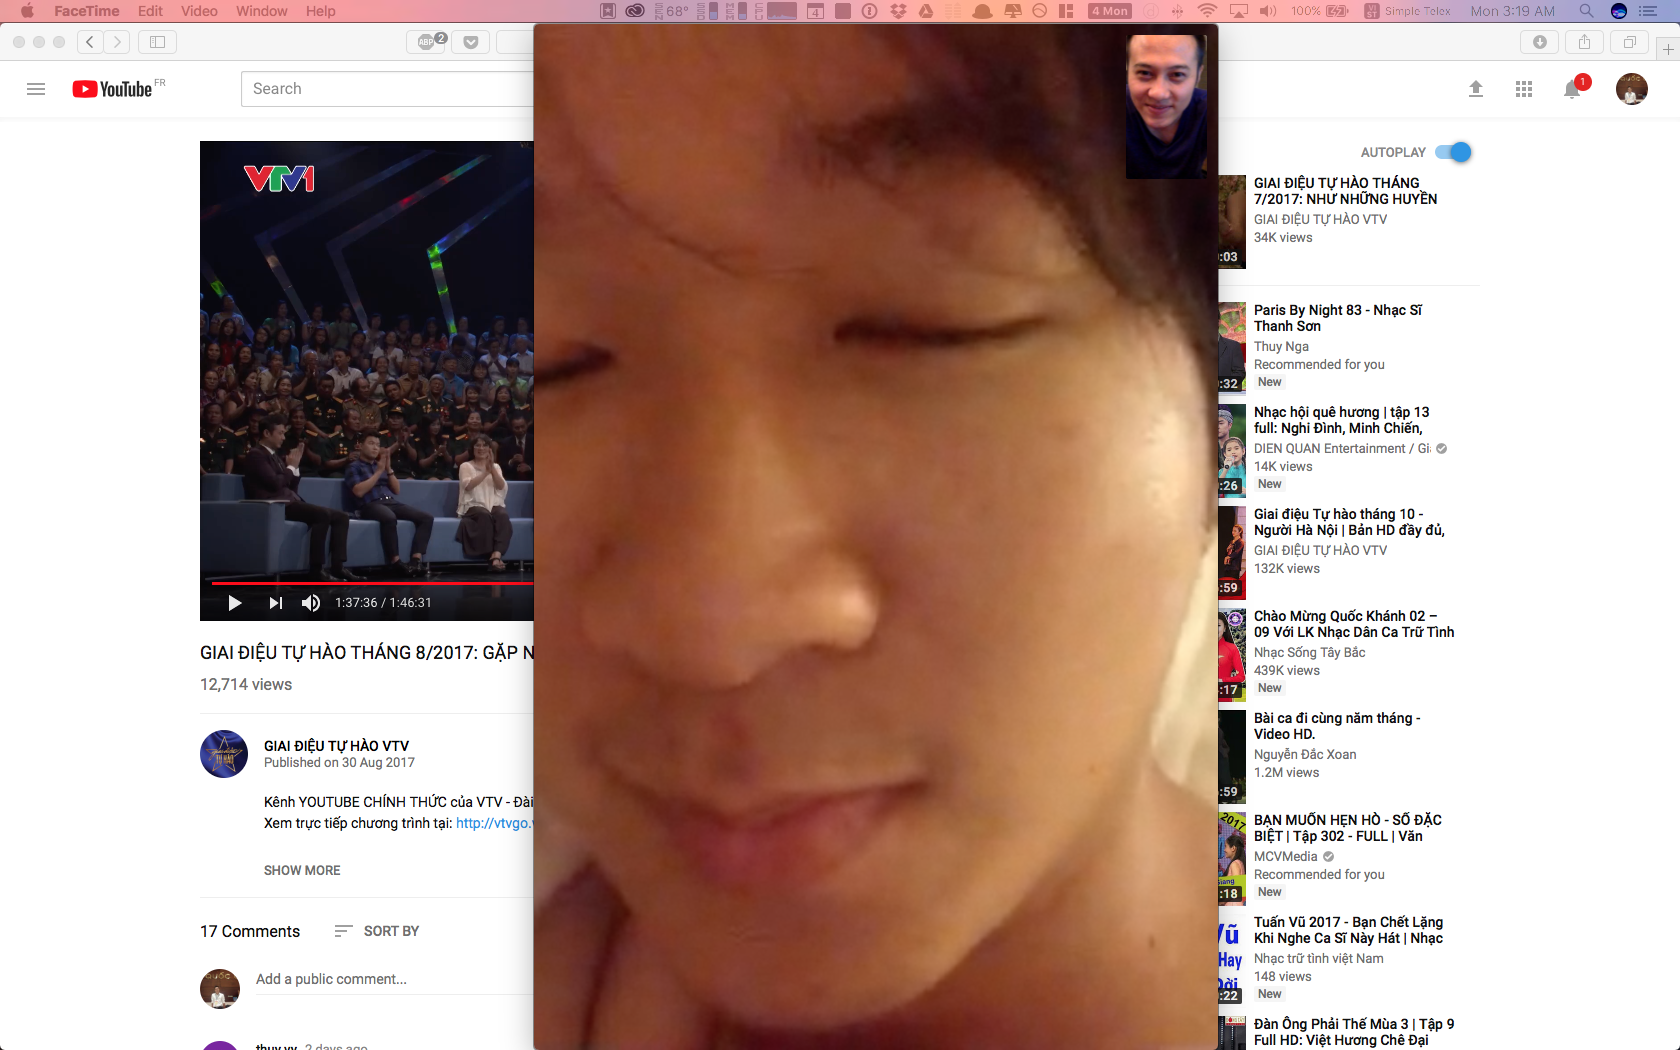 FaceTime Edit Video Window Help
68° 4 4 Mon 100% Simple Telex Mon 3:19 AM
ABP 2
YouTube FR
Search
1
VTV1
1:37:36 / 1:46:31
GIAI ĐIỆU TỰ HÀO THÁNG 8/2017: GẶP N
12,714 views
GIAI ĐIỆU TỰ HÀO VTV
Published on 30 Aug 2017
Kênh YOUTUBE CHÍNH THỨC của VTV - Đài
Xem trực tiếp chương trình tại: http://vtvgo.
SHOW MORE
17 Comments SORT BY
Add a public comment...
thuy vy 2 days ago
AUTOPLAY
GIAI ĐIỆU TỰ HÀO THÁNG
7/2017: NHƯ NHỮNG HUYỀN
GIAI ĐIỆU TỰ HÀO VTV
34K views
:03
Paris By Night 83 - Nhạc Sĩ
Thanh Sơn
Thuy Nga
Recommended for you
New
:32
Nhạc hội quê hương | tập 13
full: Nghi Đình, Minh Chiến,
DIEN QUAN Entertainment / Gi
14K views
New
:26
Giai điệu Tự hào tháng 10 -
Người Hà Nội | Bản HD đầy đủ,
GIAI ĐIỆU TỰ HÀO VTV
132K views
:59
Chào Mừng Quốc Khánh 02 –
09 Với LK Nhạc Dân Ca Trữ Tình
Nhạc Sống Tây Bắc
439K views
New
:17
Bài ca đi cùng năm tháng -
Video HD.
Nguyễn Đắc Xoan
1.2M views
:59
BẠN MUỐN HẸN HÒ - SỐ ĐẶC
BIỆT | Tập 302 - FULL | Văn
MCVMedia
Recommended for you
New
2017
Giang
:18
Tuấn Vũ 2017 - Bạn Chết Lặng
Khi Nghe Ca Sĩ Này Hát | Nhạc
Nhạc trữ tình việt Nam
148 views
New
Vũ
Hay
Đời
:22
Đàn Ông Phải Thế Mùa 3 | Tập 9
Full HD: Việt Hương Chê Đại